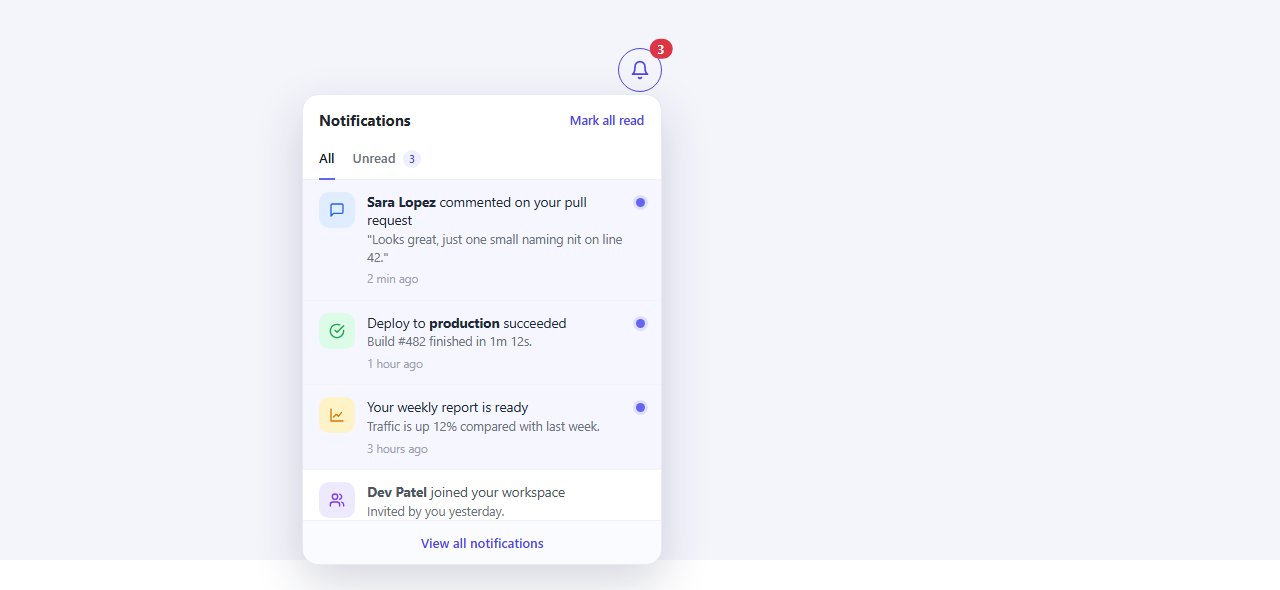 3
Notifications
Mark all read
All
Unread 3
Sara Lopez commented on your pull
request
"Looks great, just one small naming nit on line
42."
2 min ago
Deploy to production succeeded
Build #482 finished in 1m 12s.
1 hour ago
Your weekly report is ready
Traffic is up 12% compared with last week.
3 hours ago
Dev Patel joined your workspace
Invited by you yesterday.
View all notifications